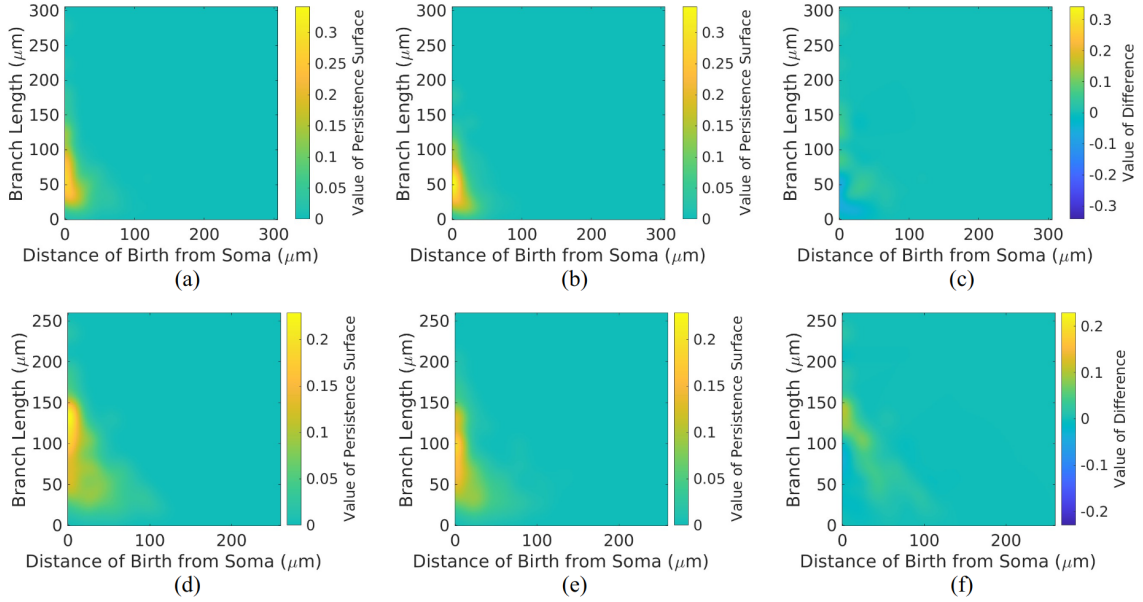 300
250
200
150
100
50
0
Branch Length (μm)
0 100 200 300
Distance of Birth from Soma (μm)
0.3
0.25
0.2
0.15
0.1
0.05
0
Value of Persistence Surface
(a)
300
250
200
150
100
50
0
Branch Length (μm)
0 100 200 300
Distance of Birth from Soma (μm)
0.3
0.25
0.2
0.15
0.1
0.05
0
Value of Persistence Surface
(b)
300
250
200
150
100
50
0
Branch Length (μm)
0 100 200 300
Distance of Birth from Soma (μm)
0.3
0.2
0.1
0
-0.1
-0.2
-0.3
Value of Difference
(c)
250
200
150
100
50
0
Branch Length (μm)
0 100 200
Distance of Birth from Soma (μm)
0.2
0.15
0.1
0.05
0
Value of Persistence Surface
(d)
250
200
150
100
50
0
Branch Length (μm)
0 100 200
Distance of Birth from Soma (μm)
0.2
0.15
0.1
0.05
0
Value of Persistence Surface
(e)
250
200
150
100
50
0
Branch Length (μm)
0 100 200
Distance of Birth from Soma (μm)
0.2
0.1
0
-0.1
-0.2
Value of Difference
(f)